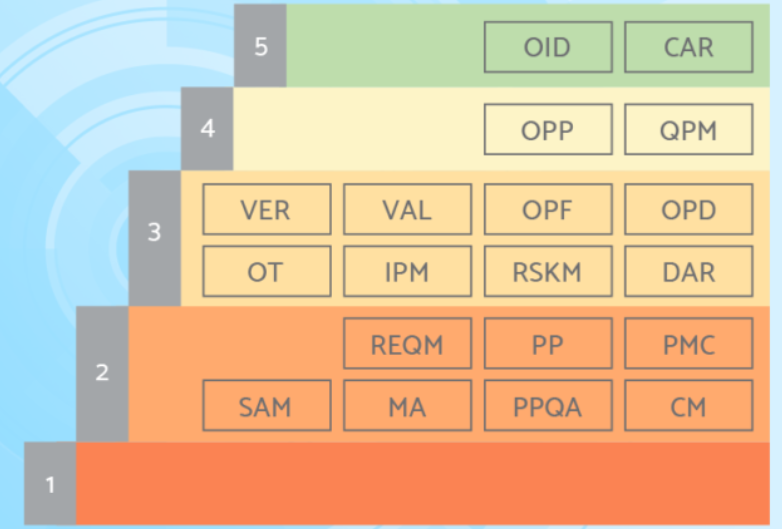 5 OID CAR
4 OPP QPM
VER VAL OPF OPD
3
OT IPM RSKM DAR
REQM PP PMC
2
SAM MA PPQA CM
1